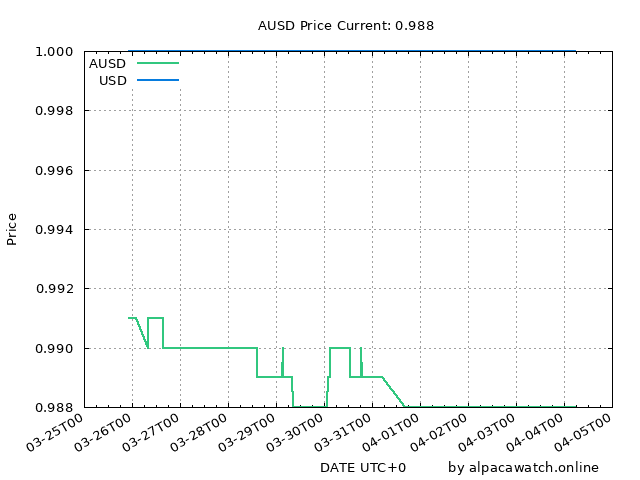 AUSD Price Current: 0.988
1.000
AUSD
USD
0.998
0.996
0.994
0.992
0.990
0.988
Price
03-25T00
03-26T00
03-27T00
03-28T00
03-29T00
03-30T00
03-31T00
04-01T00
04-02T00
04-03T00
04-04T00
04-05T00
DATE UTC+0
by alpacawatch.online